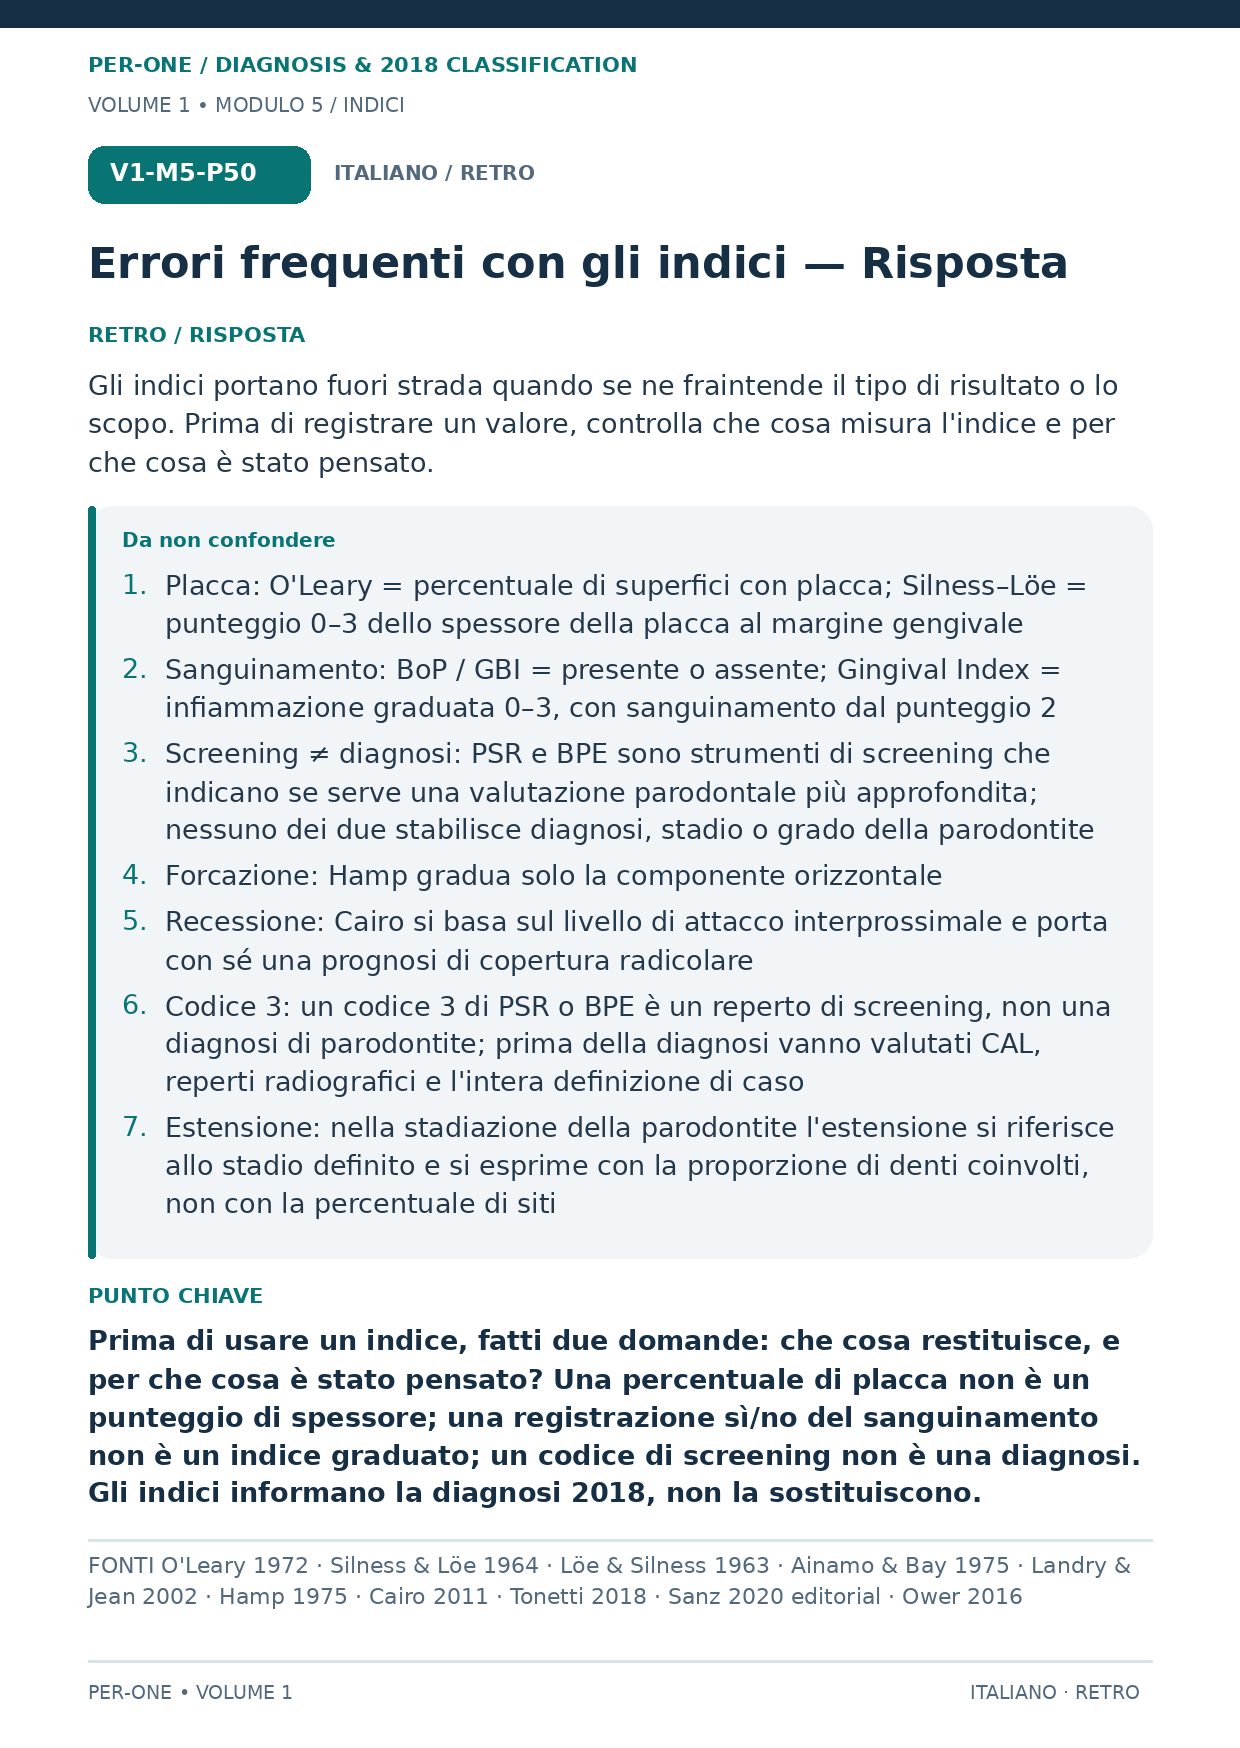 PER-ONE / DIAGNOSIS & 2018 CLASSIFICATION
VOLUME 1 • MODULO 5 / INDICI
V1-M5-P50
ITALIANO / RETRO
Errori frequenti con gli indici — Risposta
RETRO / RISPOSTA
Gli indici portano fuori strada quando se ne fraintende il tipo di risultato o lo
scopo. Prima di registrare un valore, controlla che cosa misura l'indice e per
che cosa è stato pensato.
Da non confondere
1. Placca: O'Leary = percentuale di superfici con placca; Silness–Löe =
punteggio 0–3 dello spessore della placca al margine gengivale
2. Sanguinamento: BoP / GBI = presente o assente; Gingival Index =
infiammazione graduata 0–3, con sanguinamento dal punteggio 2
3. Screening ≠ diagnosi: PSR e BPE sono strumenti di screening che
indicano se serve una valutazione parodontale più approfondita;
nessuno dei due stabilisce diagnosi, stadio o grado della parodontite
4. Forcazione: Hamp gradua solo la componente orizzontale
5. Recessione: Cairo si basa sul livello di attacco interprossimale e porta
con sé una prognosi di copertura radicolare
6. Codice 3: un codice 3 di PSR o BPE è un reperto di screening, non una
diagnosi di parodontite; prima della diagnosi vanno valutati CAL,
reperti radiografici e l'intera definizione di caso
7. Estensione: nella stadiazione della parodontite l'estensione si riferisce
allo stadio definito e si esprime con la proporzione di denti coinvolti,
non con la percentuale di siti
PUNTO CHIAVE
Prima di usare un indice, fatti due domande: che cosa restituisce, e
per che cosa è stato pensato? Una percentuale di placca non è un
punteggio di spessore; una registrazione sì/no del sanguinamento
non è un indice graduato; un codice di screening non è una diagnosi.
Gli indici informano la diagnosi 2018, non la sostituiscono.
FONTI O'Leary 1972 · Silness & Löe 1964 · Löe & Silness 1963 · Ainamo & Bay 1975 · Landry &
Jean 2002 · Hamp 1975 · Cairo 2011 · Tonetti 2018 · Sanz 2020 editorial · Ower 2016
PER-ONE • VOLUME 1
ITALIANO · RETRO